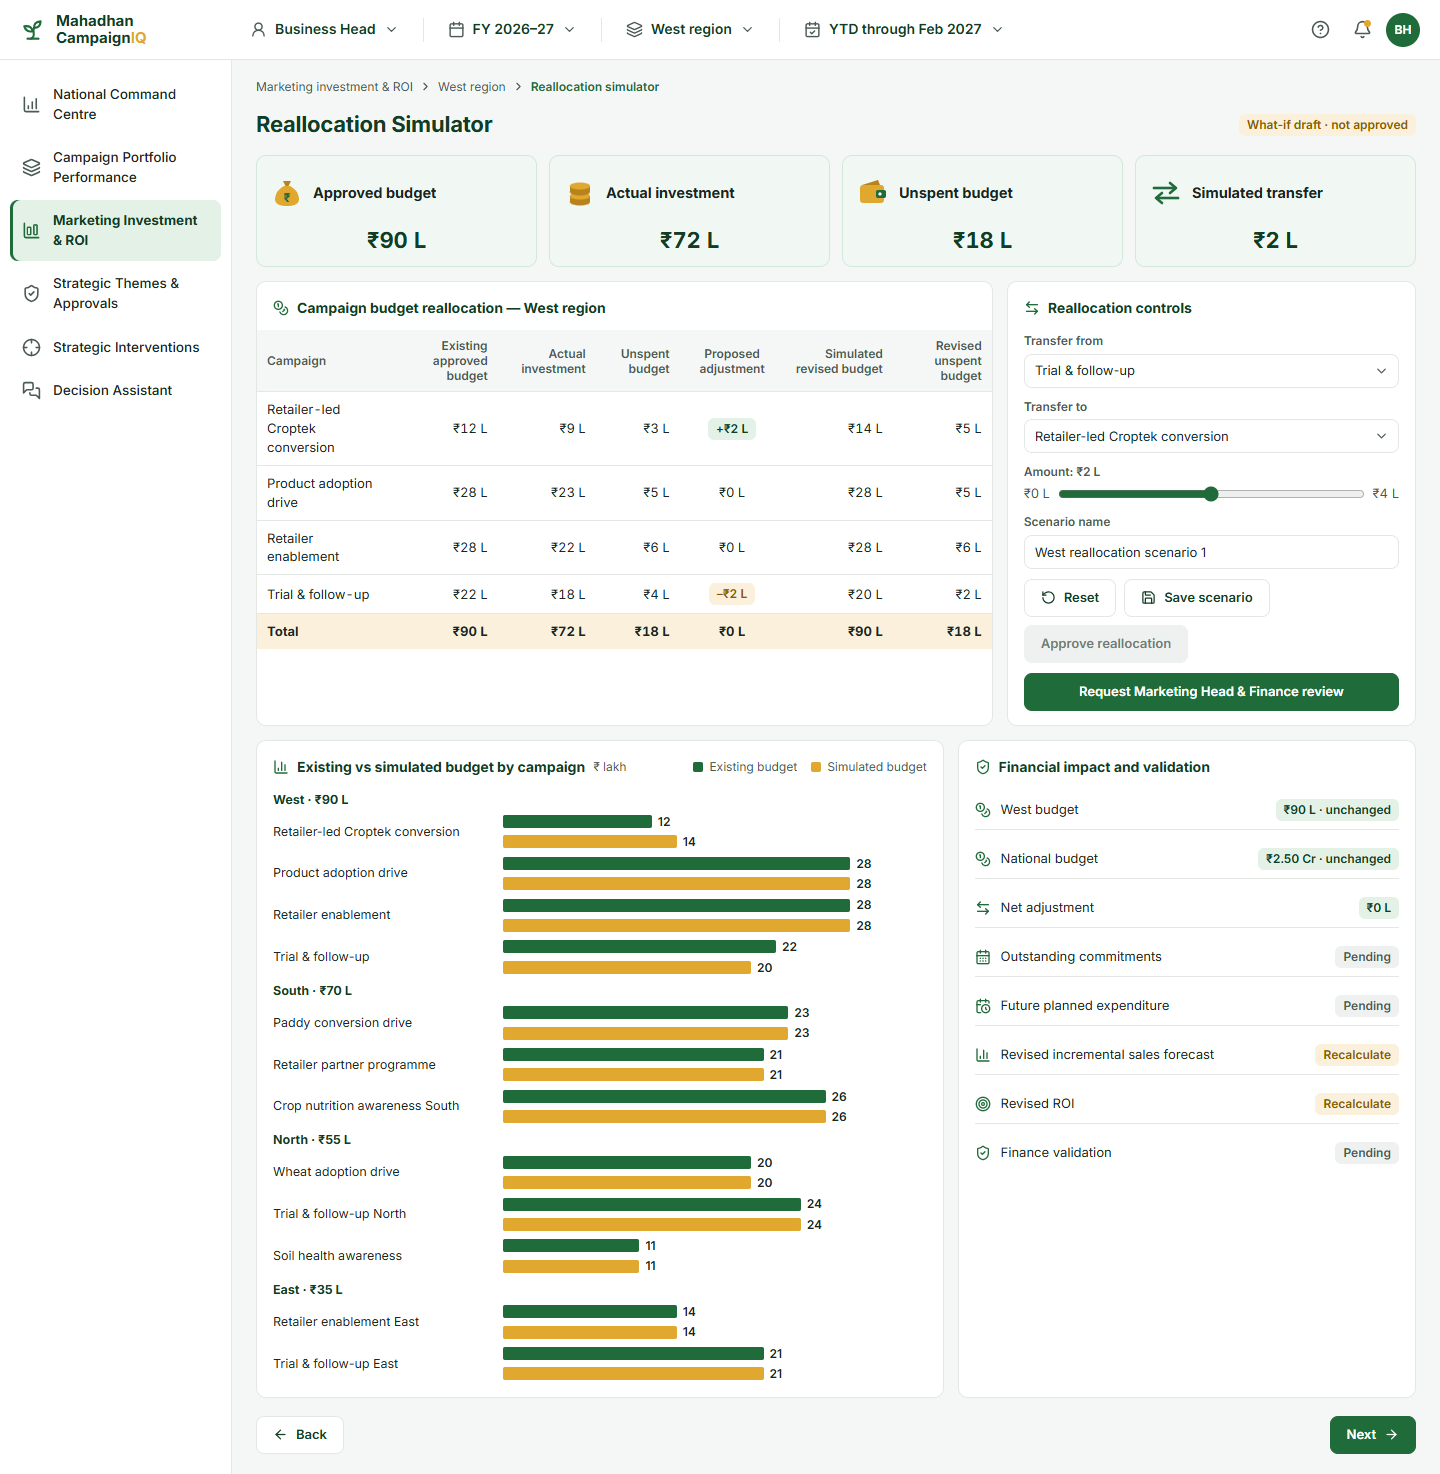 Mahadhan
CampaignIQ
Business Head
FY 2026–27
West region
YTD through Feb 2027
BH
National Command
Centre
Campaign Portfolio
Performance
Marketing Investment
& ROI
Strategic Themes &
Approvals
Strategic Interventions
Decision Assistant
Marketing investment & ROI > West region > Reallocation simulator
Reallocation Simulator
What-if draft · not approved
Approved budget
₹90 L
Actual investment
₹72 L
Unspent budget
₹18 L
Simulated transfer
₹2 L
Campaign budget reallocation — West region
Campaign
Existing
approved
budget
Actual
investment
Unspent
budget
Proposed
adjustment
Simulated
revised budget
Revised
unspent
budget
Retailer-led
Croptek
conversion
₹12 L ₹9 L ₹3 L +₹2 L ₹14 L ₹5 L
Product adoption
drive
₹28 L ₹23 L ₹5 L ₹0 L ₹28 L ₹5 L
Retailer
enablement
₹28 L ₹22 L ₹6 L ₹0 L ₹28 L ₹6 L
Trial & follow-up ₹22 L ₹18 L ₹4 L –₹2 L ₹20 L ₹2 L
Total ₹90 L ₹72 L ₹18 L ₹0 L ₹90 L ₹18 L
Reallocation controls
Transfer from
Trial & follow-up
Transfer to
Retailer-led Croptek conversion
Amount: ₹2 L
₹0 L ₹4 L
Scenario name
West reallocation scenario 1
Reset
Save scenario
Approve reallocation
Request Marketing Head & Finance review
Existing vs simulated budget by campaign ₹ lakh
Existing budget
Simulated budget
West · ₹90 L
Retailer-led Croptek conversion
12
14
Product adoption drive
28
28
Retailer enablement
28
28
Trial & follow-up
22
20
South · ₹70 L
Paddy conversion drive
23
23
Retailer partner programme
21
21
Crop nutrition awareness South
26
26
North · ₹55 L
Wheat adoption drive
20
20
Trial & follow-up North
24
24
Soil health awareness
11
11
East · ₹35 L
Retailer enablement East
14
14
Trial & follow-up East
21
21
Financial impact and validation
West budget
₹90 L · unchanged
National budget
₹2.50 Cr · unchanged
Net adjustment
₹0 L
Outstanding commitments
Pending
Future planned expenditure
Pending
Revised incremental sales forecast
Recalculate
Revised ROI
Recalculate
Finance validation
Pending
Back
Next